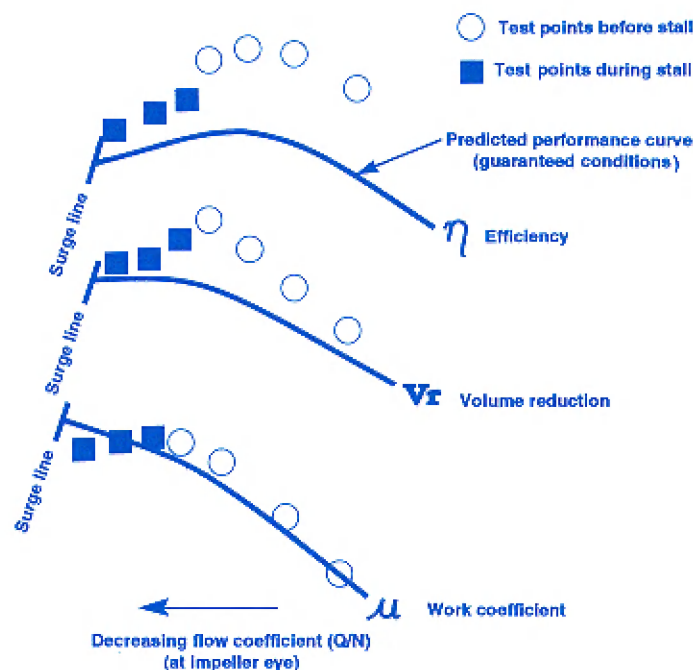 Test points before stall
Test points during stall
Predicted performance curve
(guaranteed conditions)
Surge line
η Efficiency
Surge line
Vr Volume reduction
Surge line
μ Work coefficient
Decreasing flow coefficient (Q/N)
(at impeller eye)